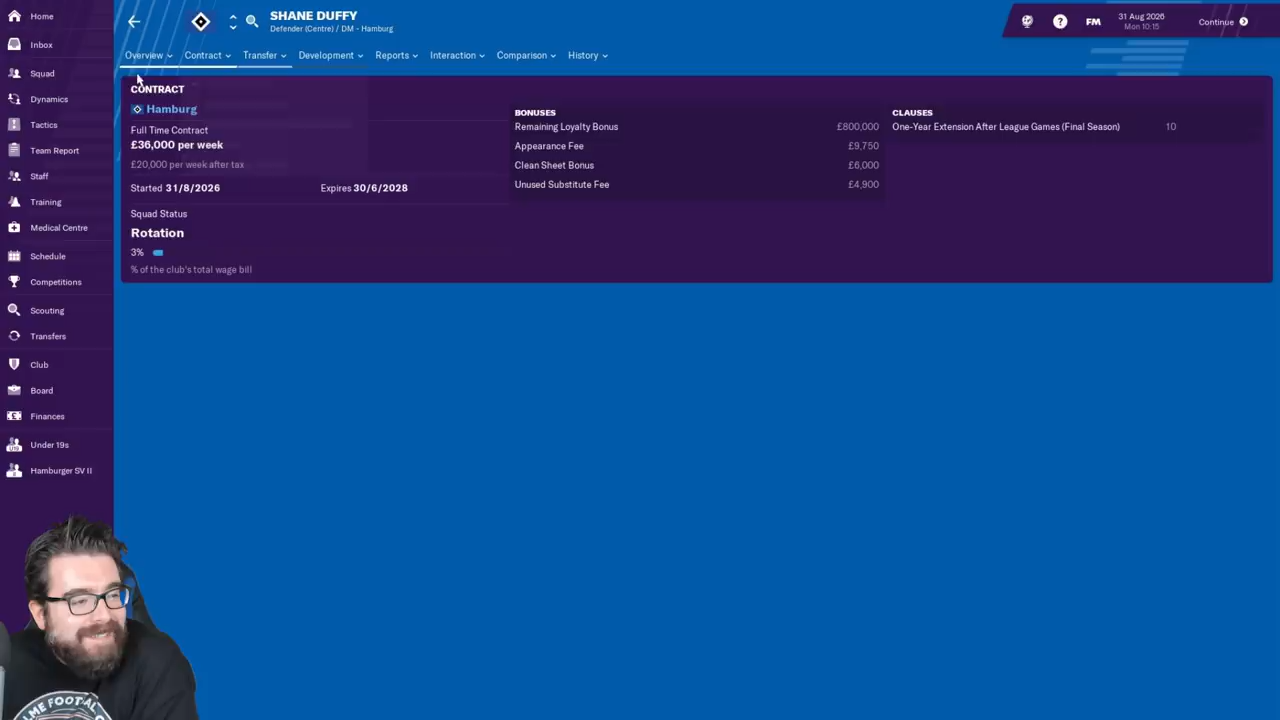 SHANE DUFFY
Defender (Centre) / DM - Hamburg
FM
31 Aug 2026
Mon 10:15
Continue
Home
Inbox
Squad
Dynamics
Tactics
Team Report
Staff
Training
Medical Centre
Schedule
Competitions
Scouting
Transfers
Club
Board
Finances
Under 19s
Hamburger SV II
Overview
Contract
Transfer
Development
Reports
Interaction
Comparison
History
CONTRACT
Hamburg
Full Time Contract
£36,000 per week
£20,000 per week after tax
Started 31/8/2026 Expires 30/6/2028
Squad Status
Rotation
3%
% of the club's total wage bill
BONUSES
Remaining Loyalty Bonus £800,000
Appearance Fee £9,750
Clean Sheet Bonus £6,000
Unused Substitute Fee £4,900
CLAUSES
One-Year Extension After League Games (Final Season) 10